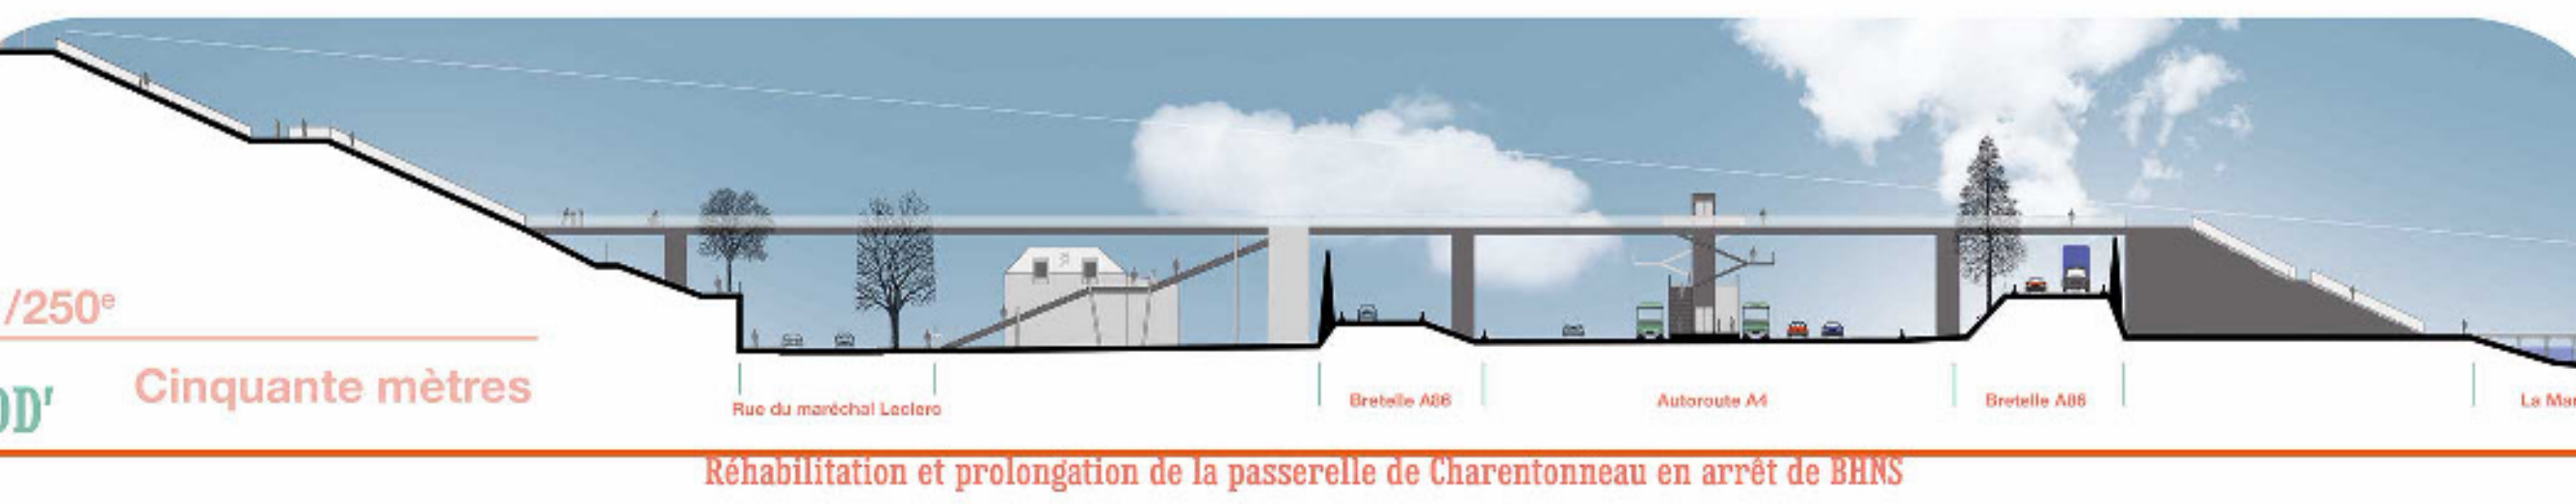 /250e
Cinquante mètres
OD'
Rue du maréchal Leclerc
Bretelle A86
Autoroute A4
Bretelle A86
La Mar
Réhabilitation et prolongation de la passerelle de Charentonneau en arrêt de BHNS